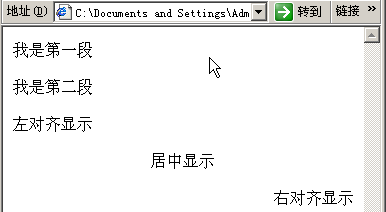 地址(D) C:\Documents and Settings\Adm 转到 链接 »
我是第一段
我是第二段
左对齐显示
居中显示
右对齐显示